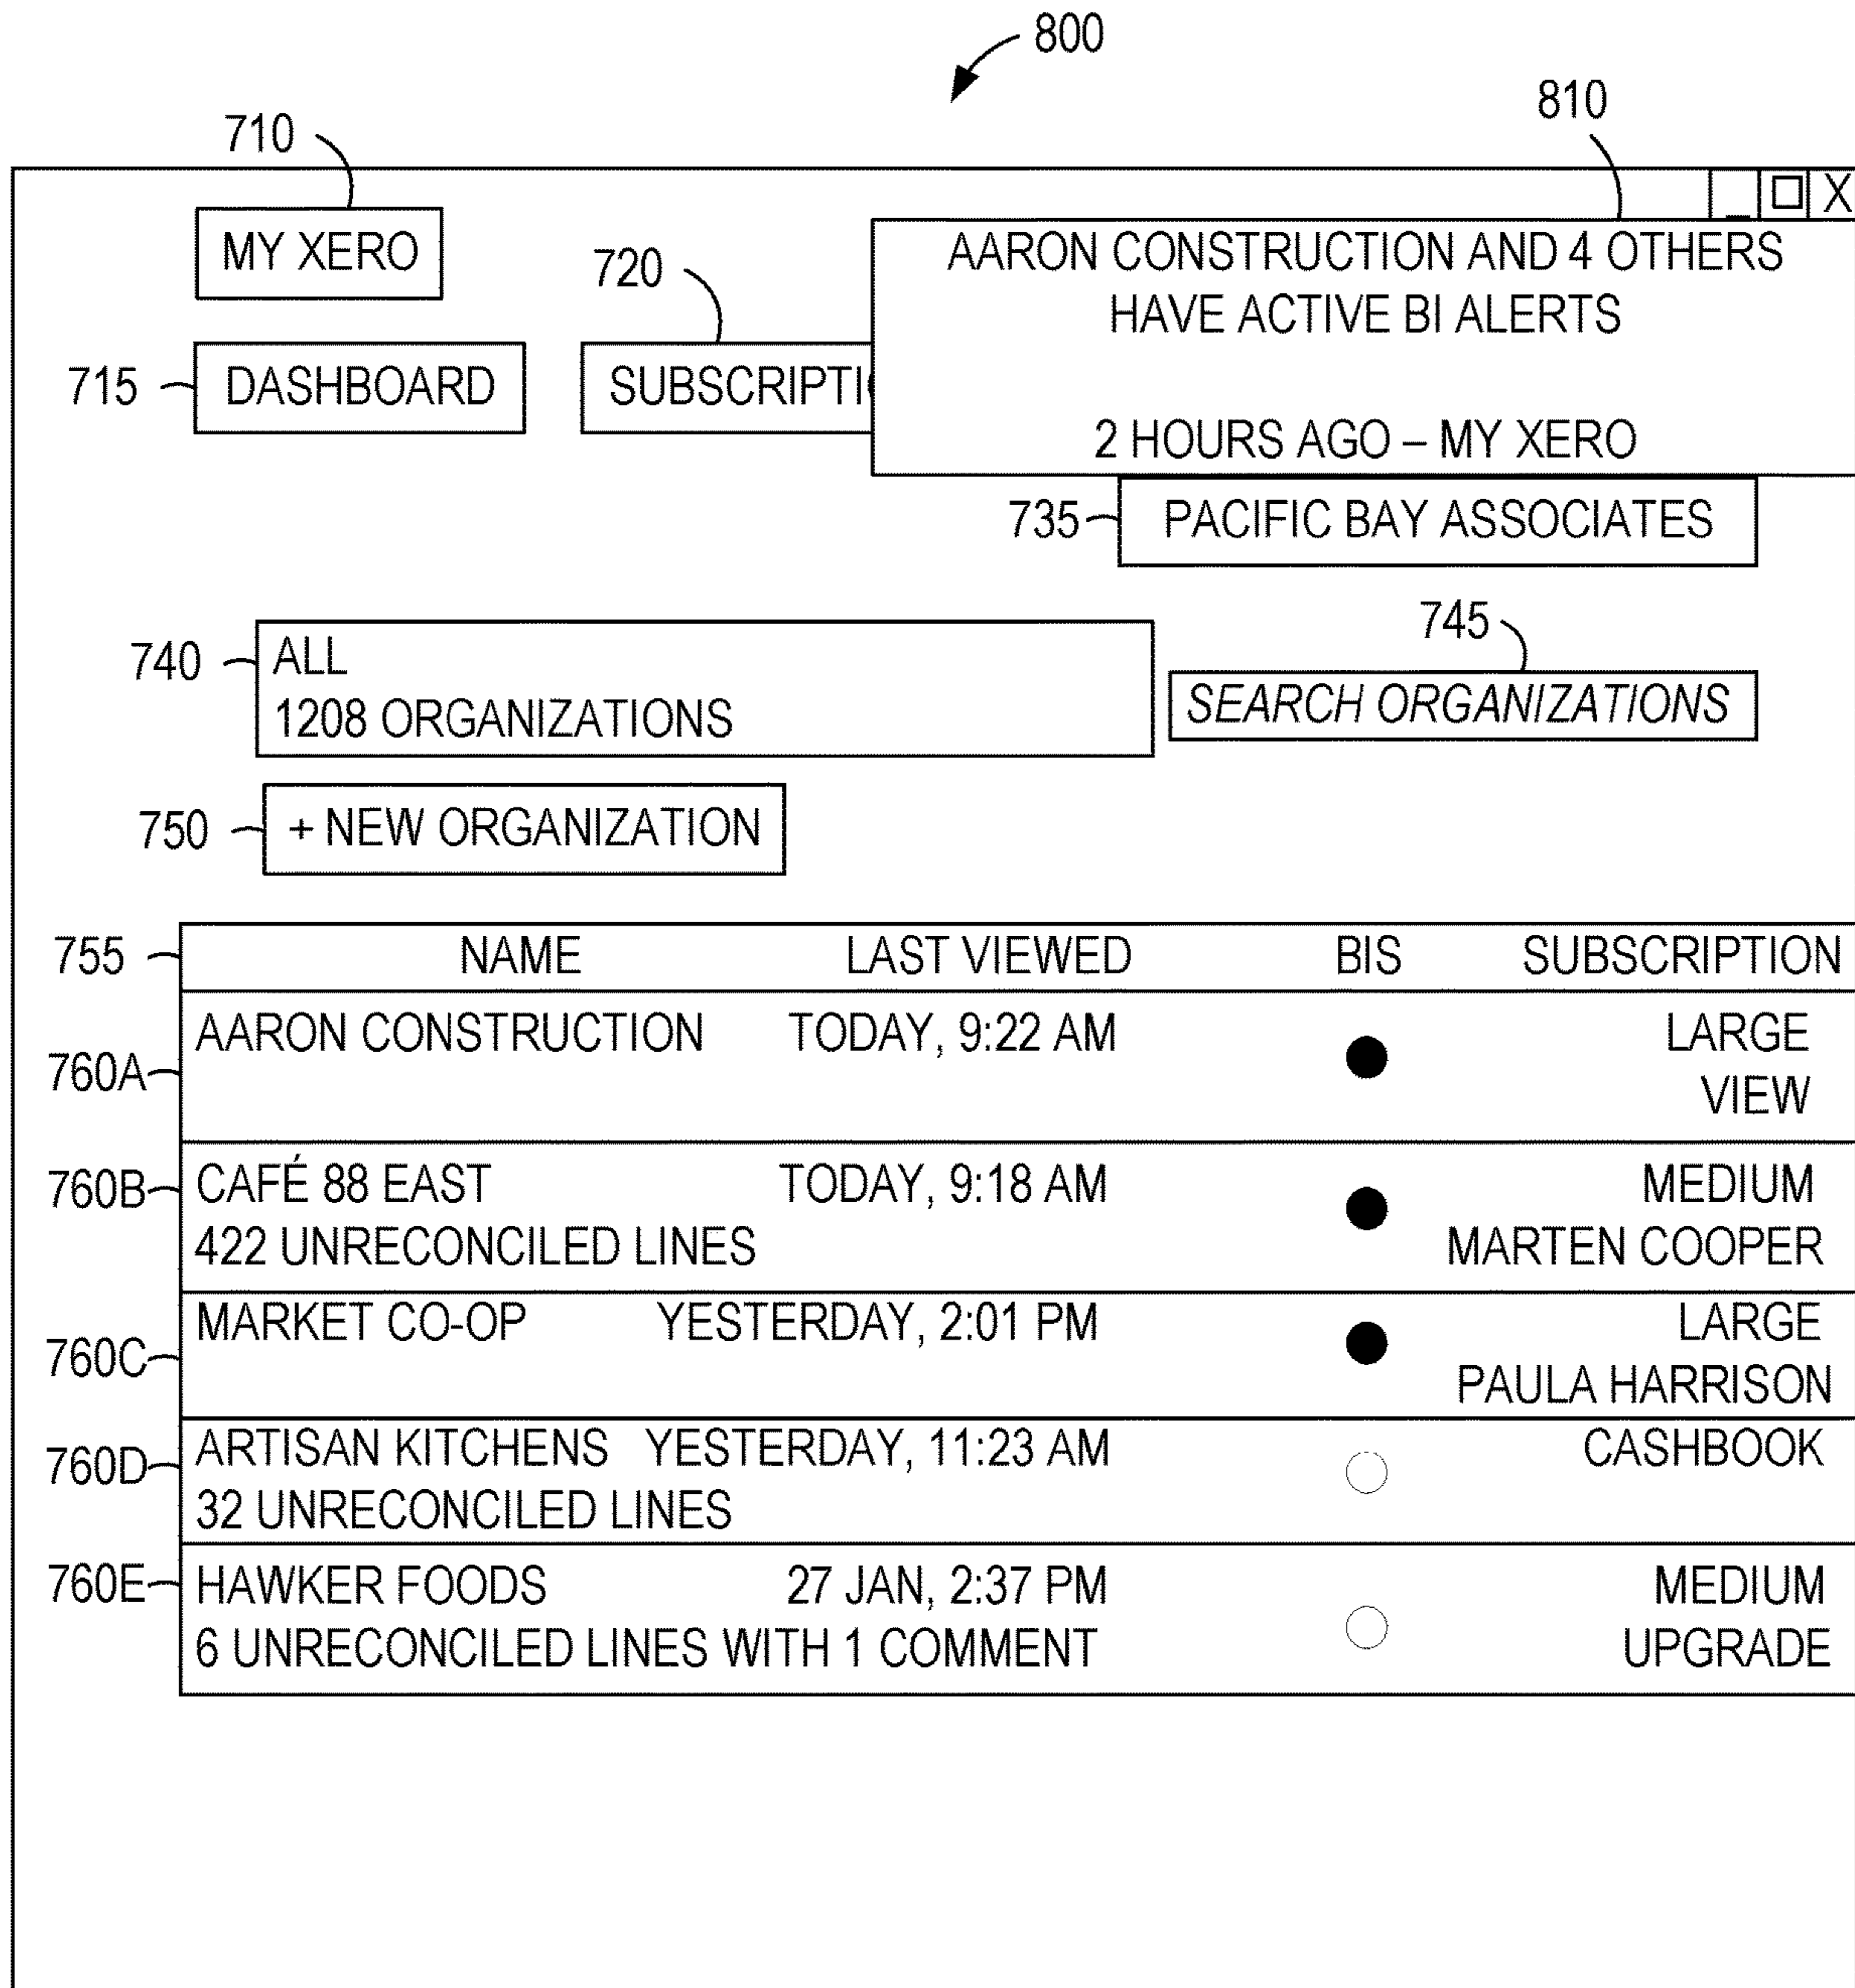 800
810
710
_ □ X
MY XERO
AARON CONSTRUCTION AND 4 OTHERS
HAVE ACTIVE BI ALERTS
2 HOURS AGO – MY XERO
720
715
DASHBOARD
SUBSCRIPTI
735
PACIFIC BAY ASSOCIATES
740
ALL
1208 ORGANIZATIONS
745
SEARCH ORGANIZATIONS
750
+ NEW ORGANIZATION
755
NAME LAST VIEWED BIS SUBSCRIPTION
760A
AARON CONSTRUCTION TODAY, 9:22 AM LARGE
VIEW
760B
CAFÉ 88 EAST TODAY, 9:18 AM MEDIUM
422 UNRECONCILED LINES MARTEN COOPER
760C
MARKET CO-OP YESTERDAY, 2:01 PM LARGE
PAULA HARRISON
760D
ARTISAN KITCHENS YESTERDAY, 11:23 AM CASHBOOK
32 UNRECONCILED LINES
760E
HAWKER FOODS 27 JAN, 2:37 PM MEDIUM
6 UNRECONCILED LINES WITH 1 COMMENT UPGRADE